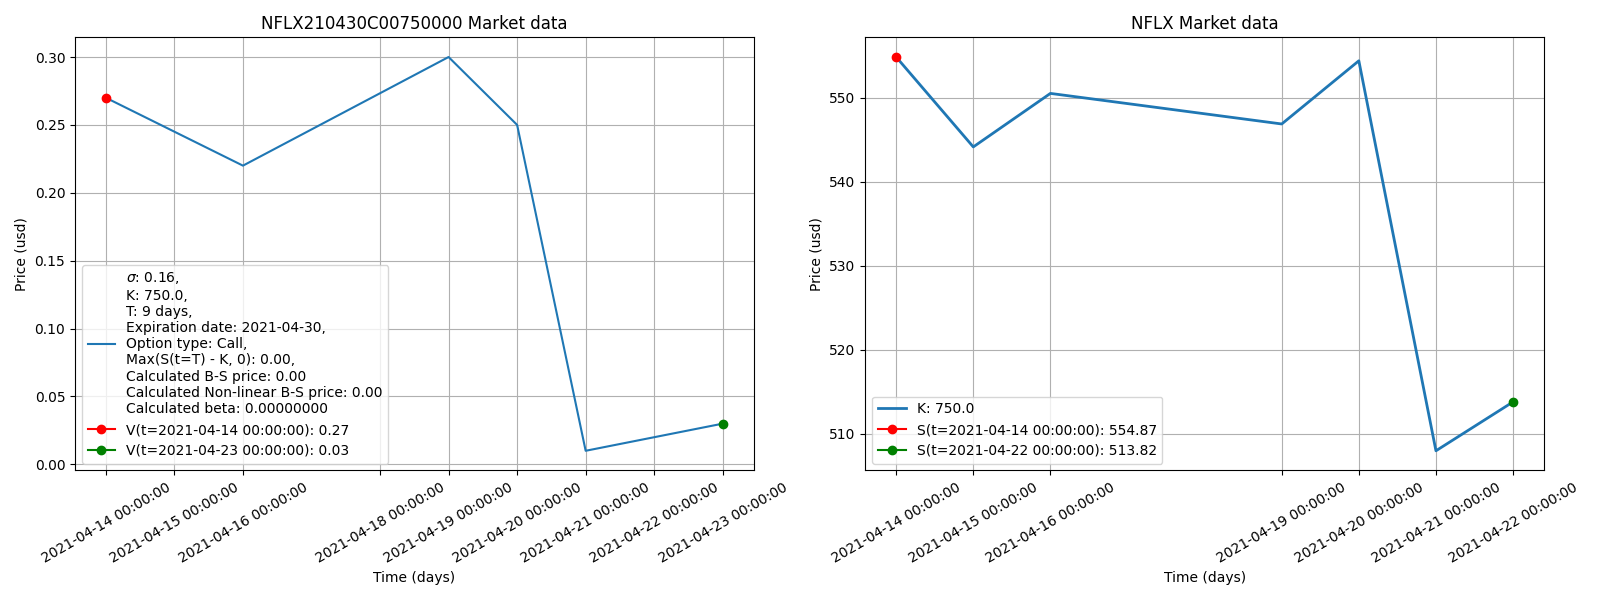 NFLX210430C00750000 Market data
0.30
0.25
0.20
0.15
0.10
0.05
0.00
Price (usd)
σ: 0.16,
K: 750.0,
T: 9 days,
Expiration date: 2021-04-30,
Option type: Call,
Max(S(t=T) - K, 0): 0.00,
Calculated B-S price: 0.00
Calculated Non-linear B-S price: 0.00
Calculated beta: 0.00000000
V(t=2021-04-14 00:00:00): 0.27
V(t=2021-04-23 00:00:00): 0.03
2021-04-14 00:00:00
2021-04-15 00:00:00
2021-04-16 00:00:00
2021-04-18 00:00:00
2021-04-19 00:00:00
2021-04-20 00:00:00
2021-04-21 00:00:00
2021-04-22 00:00:00
2021-04-23 00:00:00
Time (days)
NFLX Market data
550
540
530
520
510
Price (usd)
K: 750.0
S(t=2021-04-14 00:00:00): 554.87
S(t=2021-04-22 00:00:00): 513.82
2021-04-14 00:00:00
2021-04-15 00:00:00
2021-04-16 00:00:00
2021-04-19 00:00:00
2021-04-20 00:00:00
2021-04-21 00:00:00
2021-04-22 00:00:00
Time (days)